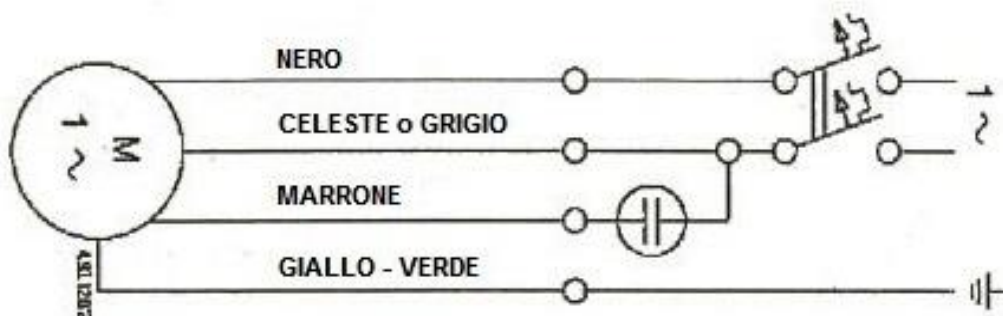 NERO
CELESTE o GRIGIO
MARRONE
GIALLO - VERDE
M
1 ~
1 ~